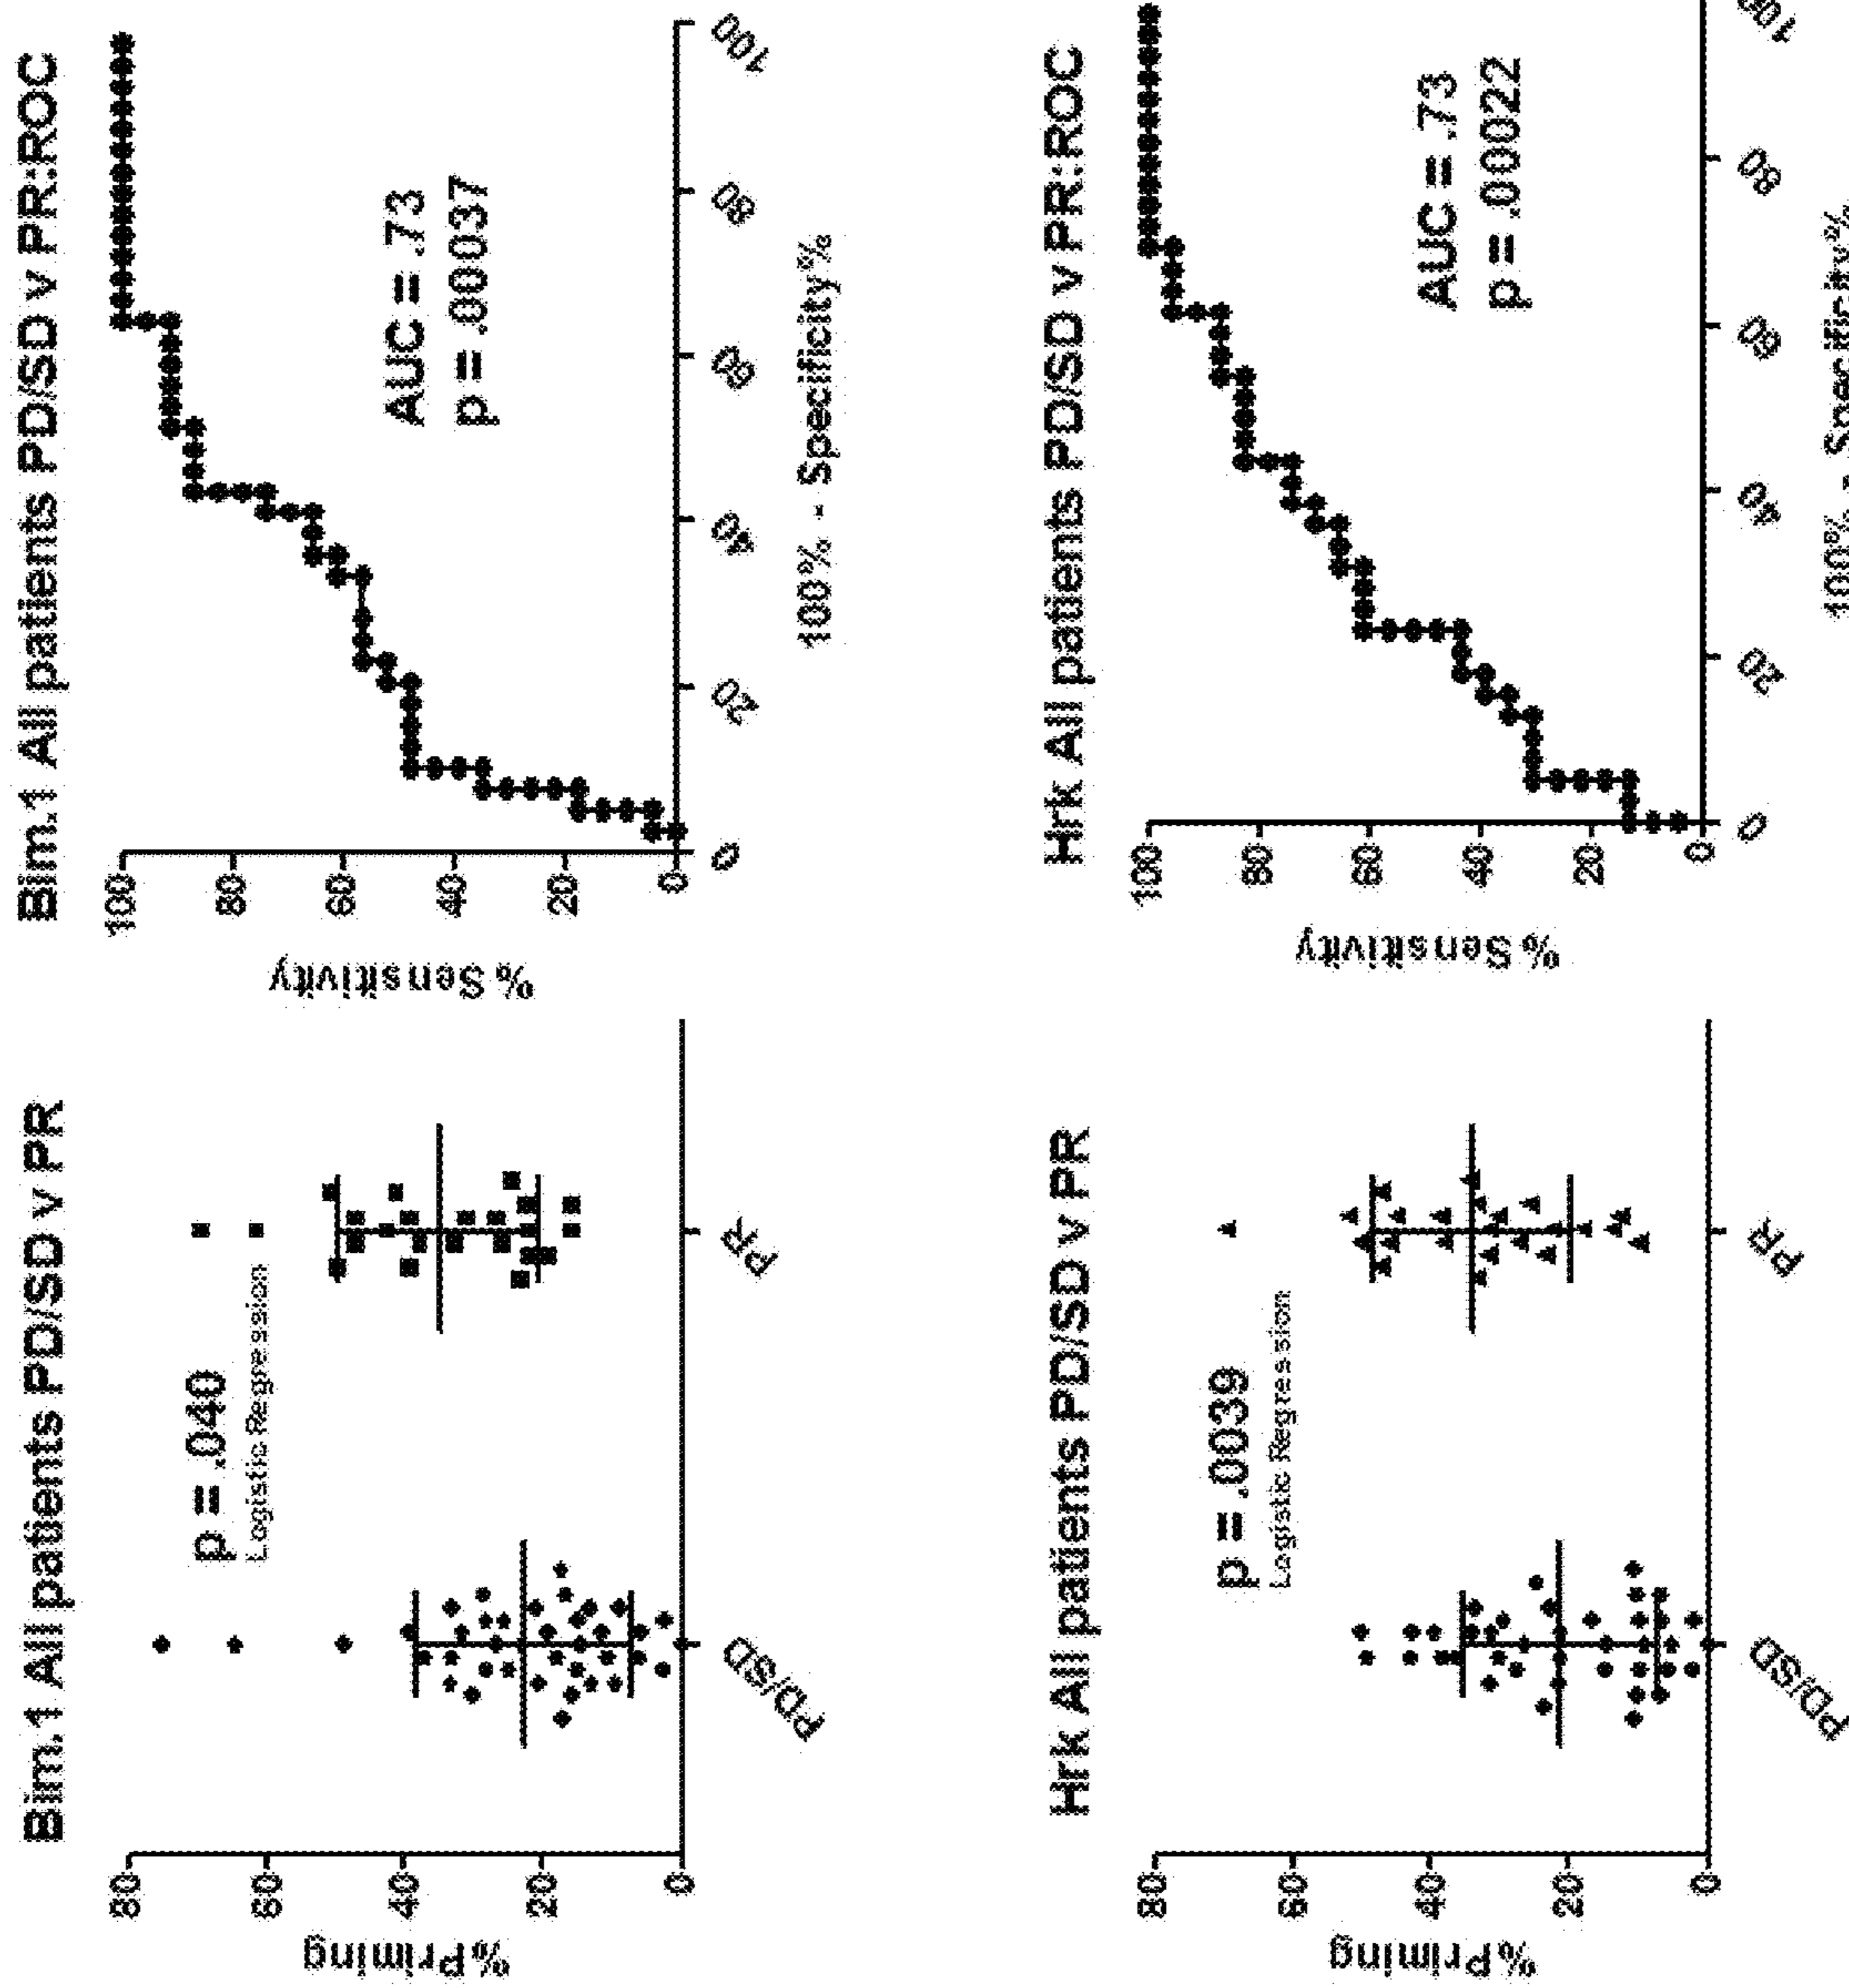 Bim.1 All patients PD/SD v PR
80
60
40
20
0
% Priming
p = .040
Logistic Regression
PD/SD
PR
Bim.1 All patients PD/SD v PR:ROC
100
80
60
40
20
0
% Sensitivity
AUC = .73
p = .00037
0
20
40
60
80
100
100% - Specificity%
Hrk All patients PD/SD v PR
80
60
40
20
0
% Priming
p = .0039
Logistic Regression
PD/SD
PR
Hrk All patients PD/SD v PR:ROC
100
80
60
40
20
0
% Sensitivity
AUC = .73
p = .00022
0
20
40
60
80
100
100% - Specificity%